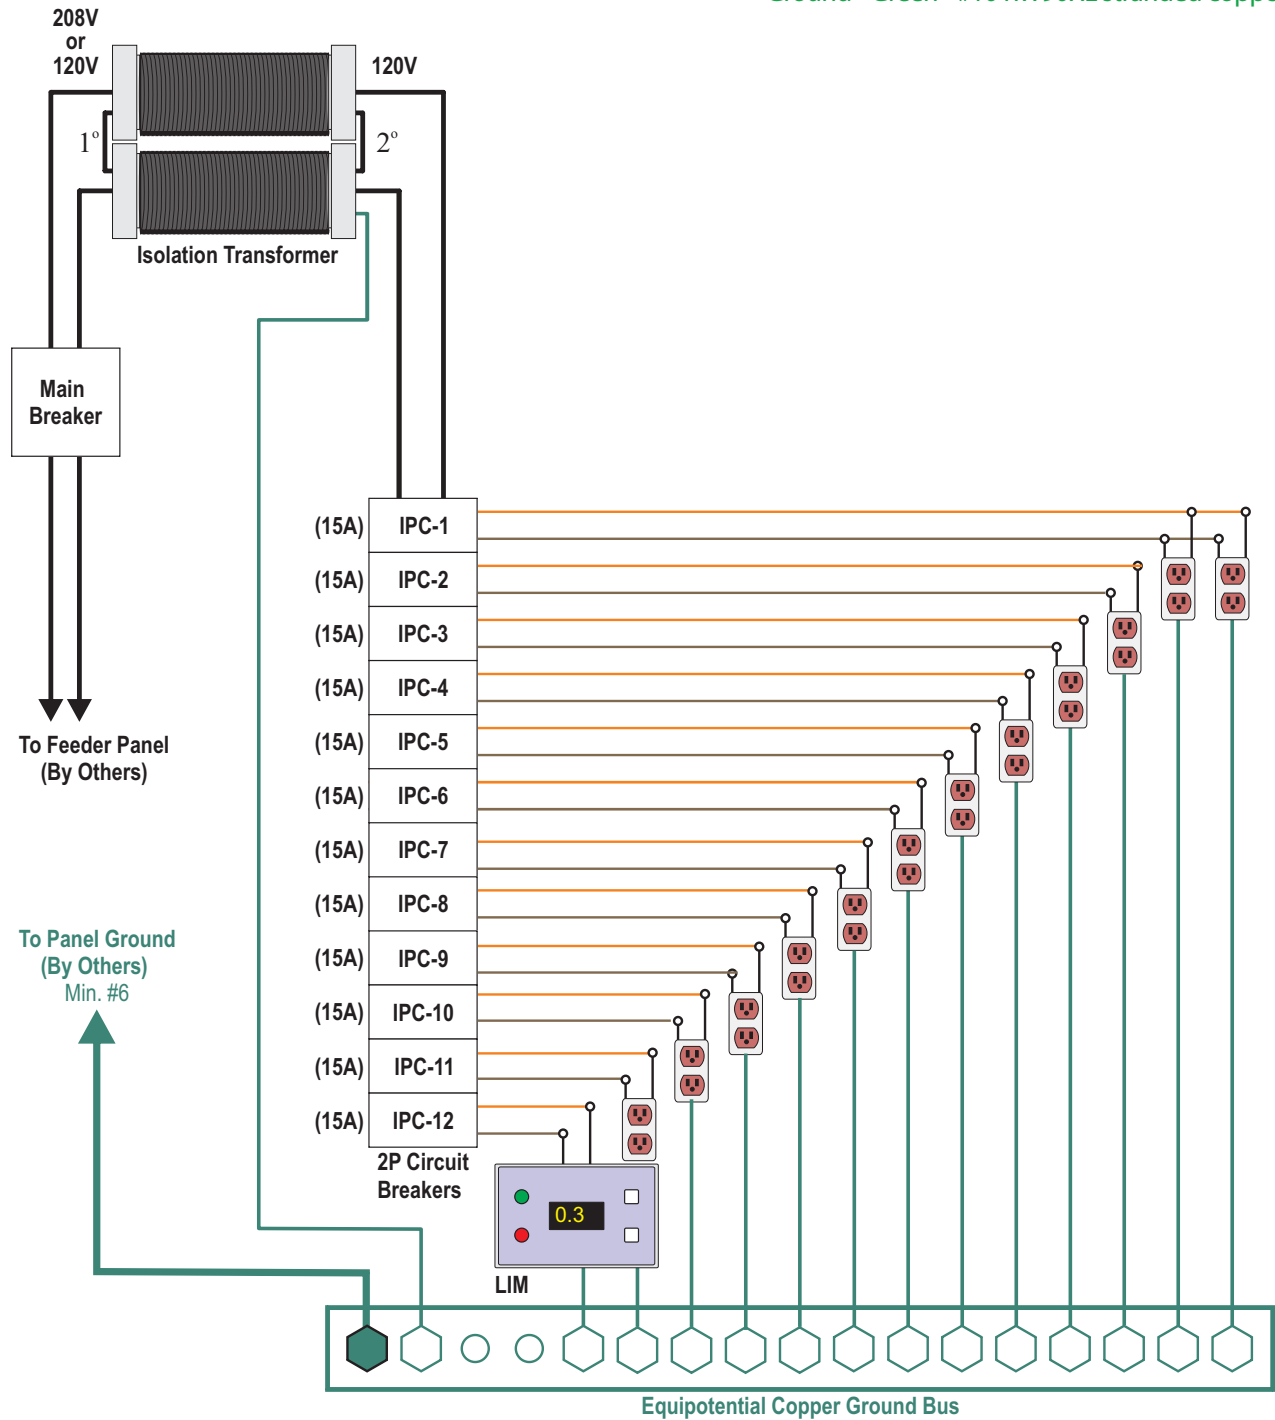 Ground - Green - #10
208V
or
120V
120V
1°
2°
Isolation Transformer
Main
Breaker
(15A) IPC-1
(15A) IPC-2
(15A) IPC-3
(15A) IPC-4
(15A) IPC-5
To Feeder Panel
(By Others)
(15A) IPC-6
(15A) IPC-7
(15A) IPC-8
To Panel Ground
(By Others)
Min. #6
(15A) IPC-9
(15A) IPC-10
(15A) IPC-11
(15A) IPC-12
2P Circuit
Breakers
0.3
LIM
Equipotential Copper Ground Bus